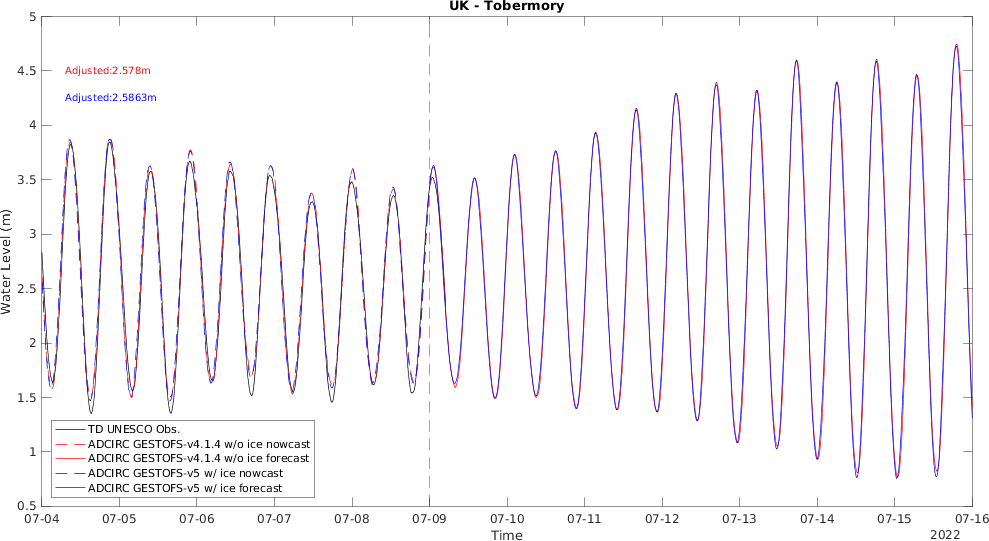 UK - Tobermory
5
4.5
4
3.5
3
2.5
2
1.5
1
0.5
Water Level (m)
Adjusted:2.578m
Adjusted:2.5863m
TD UNESCO Obs.
ADCIRC GESTOFS-v4.1.4 w/o ice nowcast
ADCIRC GESTOFS-v4.1.4 w/o ice forecast
ADCIRC GESTOFS-v5 w/ ice nowcast
ADCIRC GESTOFS-v5 w/ ice forecast
07-04 07-05 07-06 07-07 07-08 07-09 07-10 07-11 07-12 07-13 07-14 07-15 07-16
Time
2022